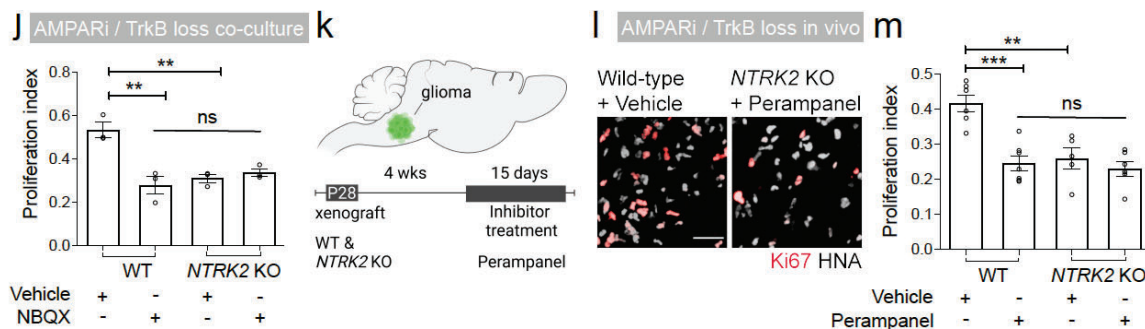 j AMPARi / TrkB loss co-culture
Proliferation index
0.8
0.6
0.4
0.2
0.0
**
**
ns
WT NTRK2 KO
Vehicle + - + -
NBQX - + - +
k
glioma
4 wks 15 days
P28
xenograft Inhibitor
treatment
WT &
NTRK2 KO Perampanel
l AMPARi / TrkB loss in vivo
Wild-type NTRK2 KO
+ Vehicle + Perampanel
Ki67 HNA
m
Proliferation index
0.5
0.4
0.3
0.2
0.1
0.0
**
***
ns
WT NTRK2 KO
Vehicle + - + -
Perampanel - + - +